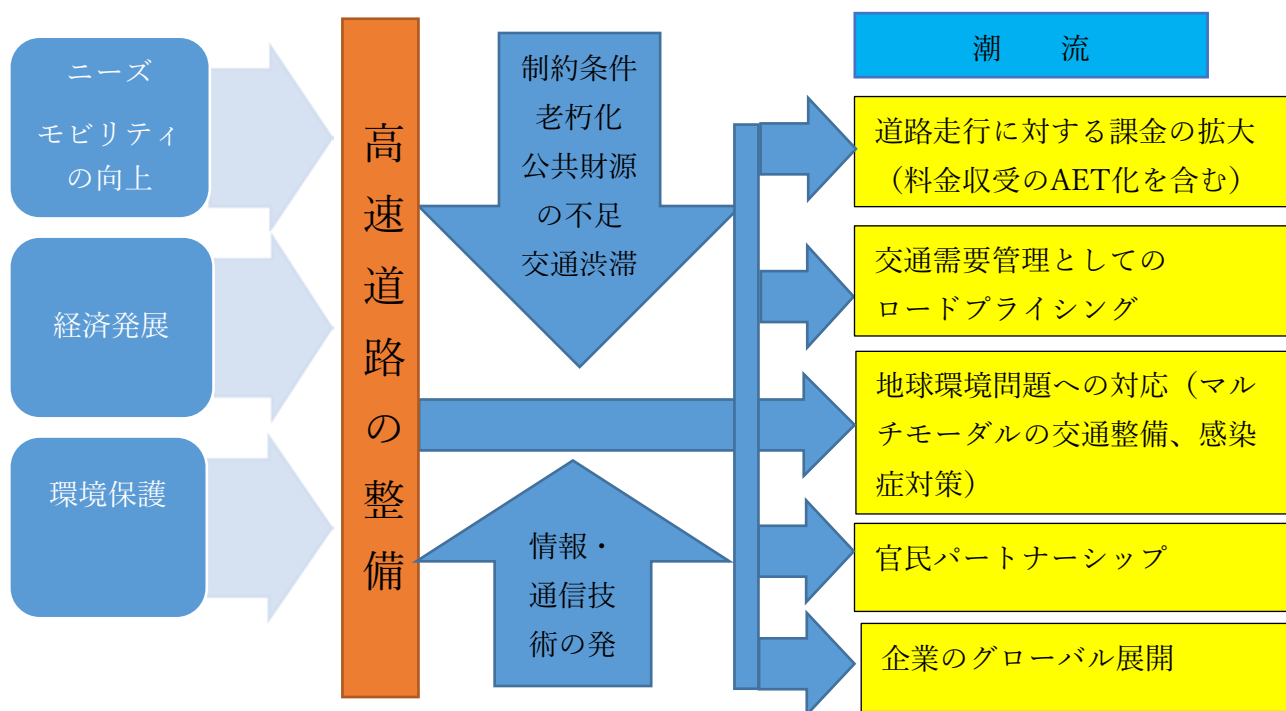 ニーズ
モビリティ
の向上
経済発展
環境保護
高速道路の整備
制約条件
老朽化
公共財源
の不足
交通渋滞
情報・
通信技
術の発
潮　　流
道路走行に対する課金の拡大
（料金収受のAET化を含む）
交通需要管理としての
ロードプライシング
地球環境問題への対応（マル
チモーダルの交通整備、感染
症対策）
官民パートナーシップ
企業のグローバル展開